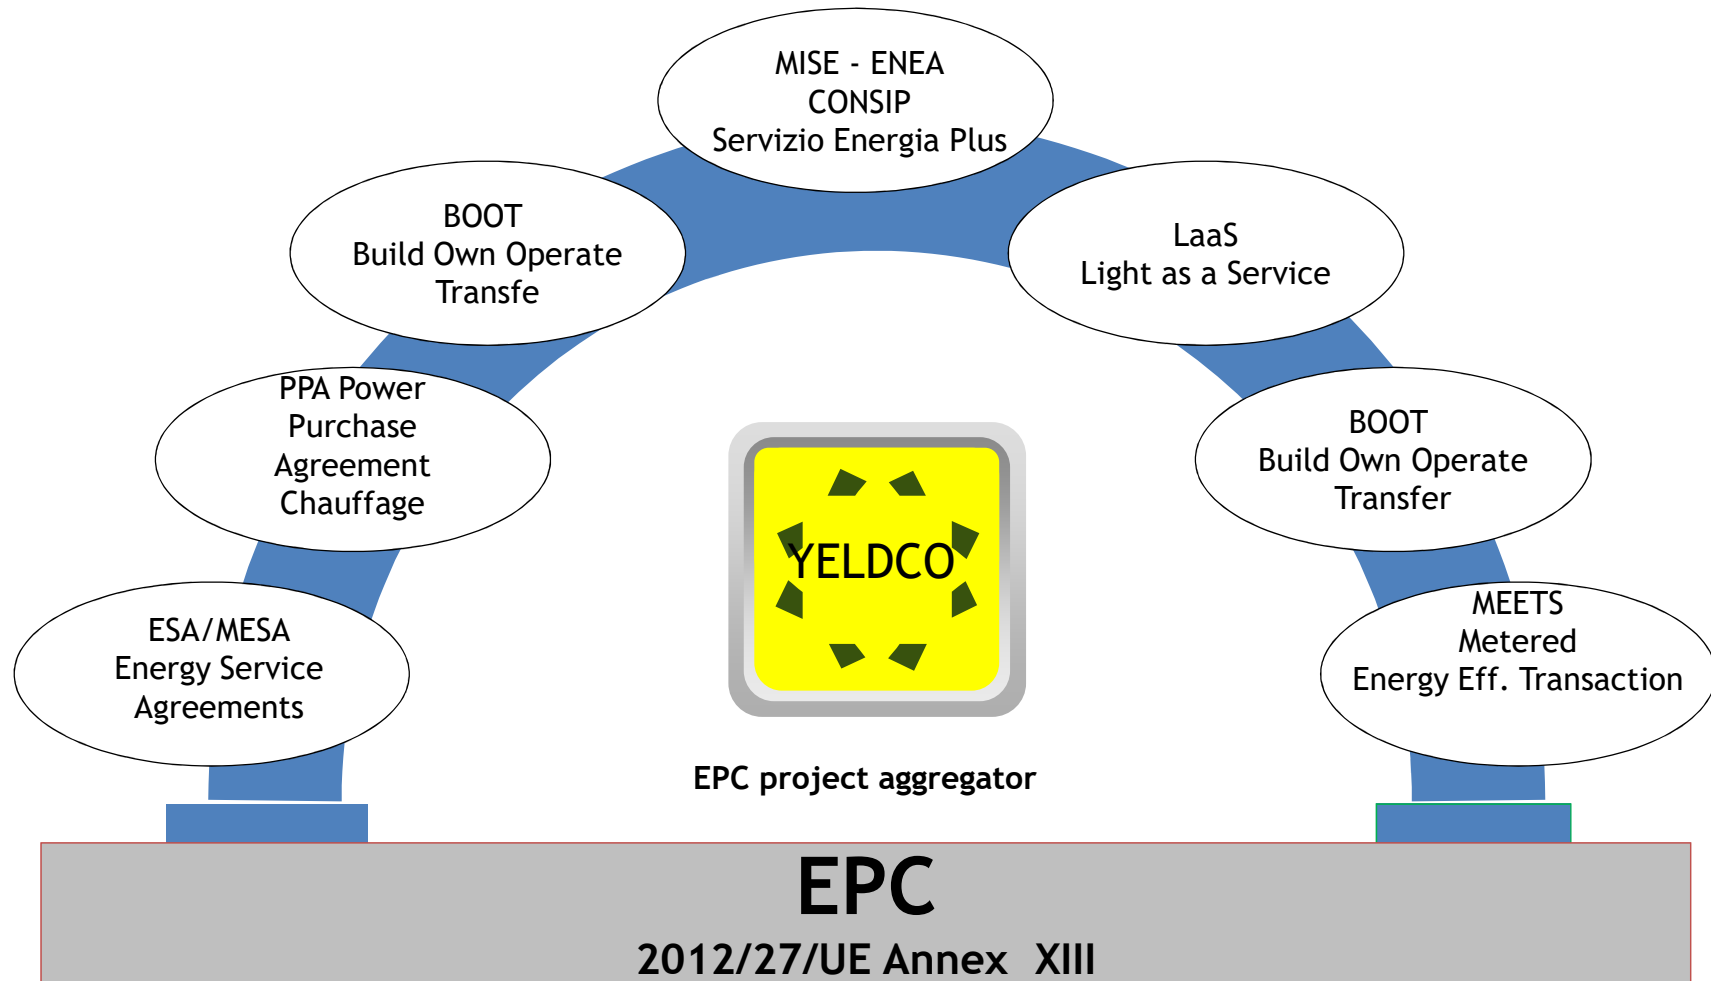 MISE - ENEA
CONSIP
Servizio Energia Plus
BOOT
Build Own Operate
Transfe
LaaS
Light as a Service
PPA Power
Purchase
Agreement
Chauffage
BOOT
Build Own Operate
Transfer
YELDCO
ESA/MESA
Energy Service
Agreements
MEETS
Metered
Energy Eff. Transaction
EPC project aggregator
EPC
2012/27/UE Annex XIII